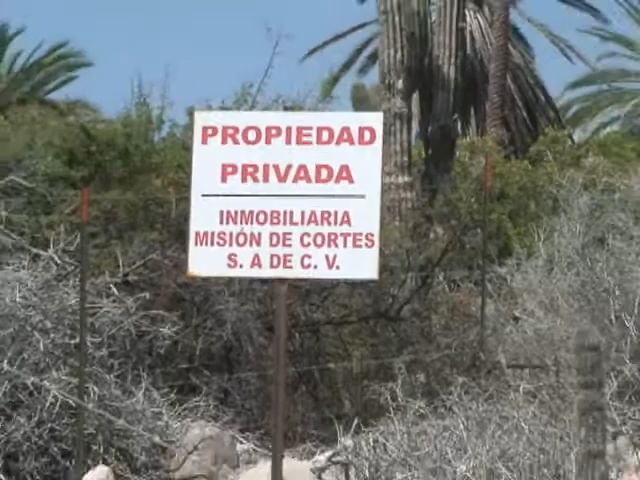 PROPIEDAD
PRIVADA
INMOBILIARIA
MISIÓN DE CORTES
S. A DE C. V.